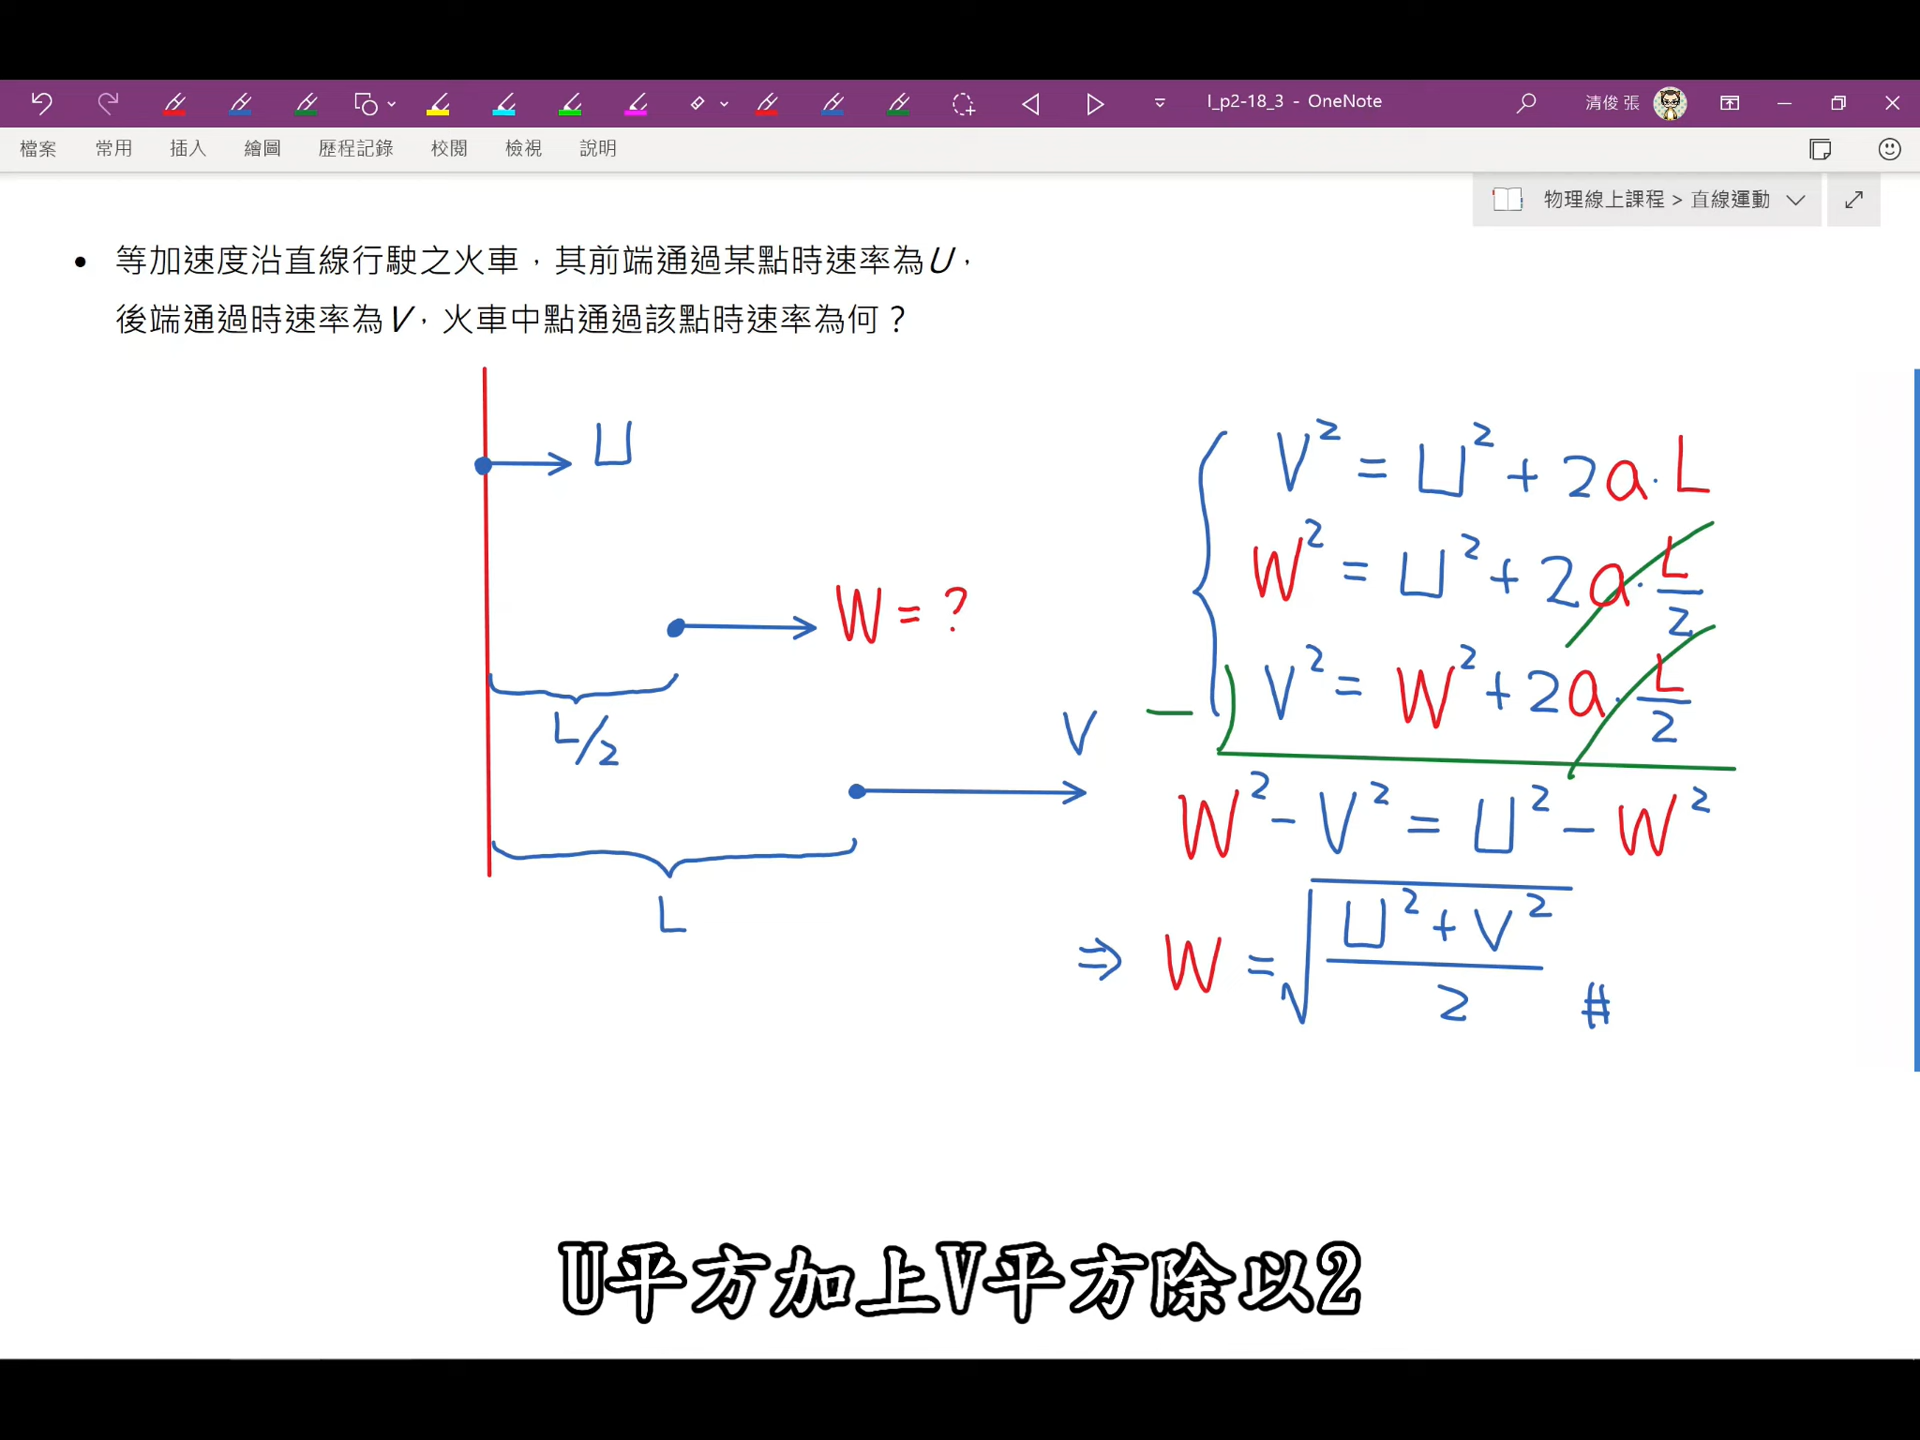 I_p2-18_3 - OneNote
清俊 張
檔案 常用 插入 繪圖 歷程記錄 校閱 檢視 說明
物理線上課程 > 直線運動
• 等加速度沿直線行駛之火車，其前端通過某點時速率為U，
後端通過時速率為V，火車中點通過該點時速率為何？
U
W = ?
L/2
V
L
V² = U² + 2a·L
W² = U² + 2a·L/2
V² = W² + 2a·L/2
W² - V² = U² - W²
⇒ W = √((U² + V²)/2) #
U平方加上V平方除以2